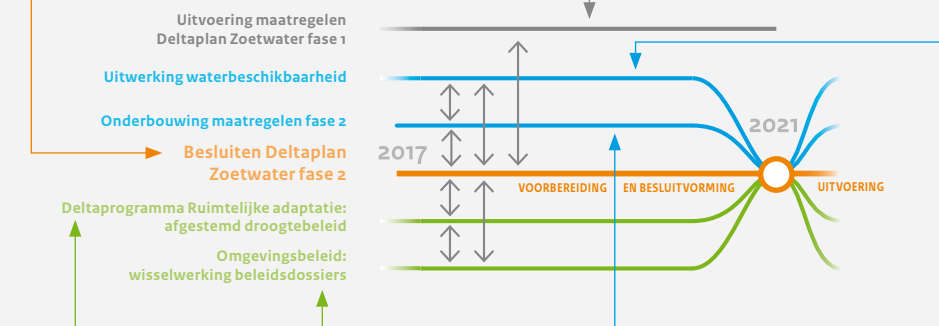 Uitvoering maatregelen
Deltaplan Zoetwater fase 1
Uitwerking waterbeschikbaarheid
Onderbouwing maatregelen fase 2
2021
Besluiten Deltaplan
Zoetwater fase 2
2017
VOORBEREIDING EN BESLUITVORMING
UITVOERING
Deltaprogramma Ruimtelijke adaptatie:
afgestemd droogtebeleid
Omgevingsbeleid:
wisselwerking beleidsdossiers